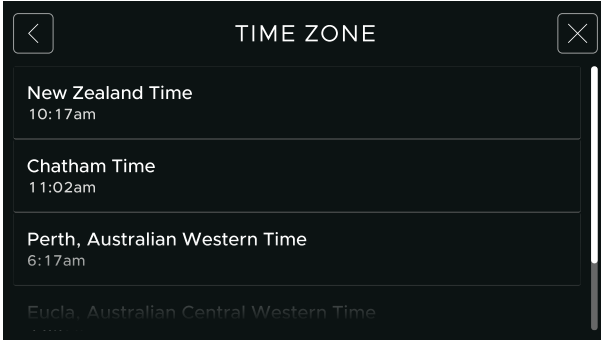 TIME ZONE
New Zealand Time
10:17am
Chatham Time
11:02am
Perth, Australian Western Time
6:17am
Eucla, Australian Central Western Time